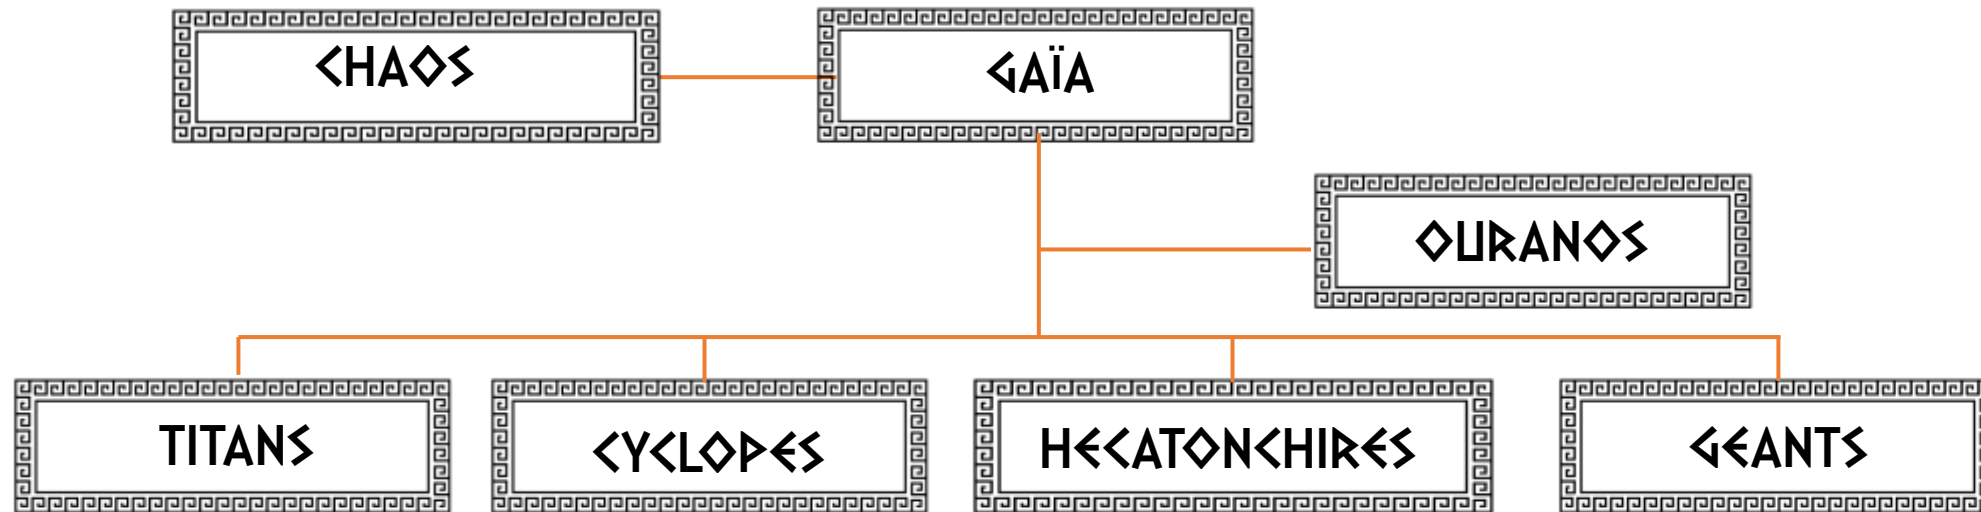 CHAOS
GAÏA
OURANOS
TITANS
CYCLOPES
HECATONCHIRES
GEANTS